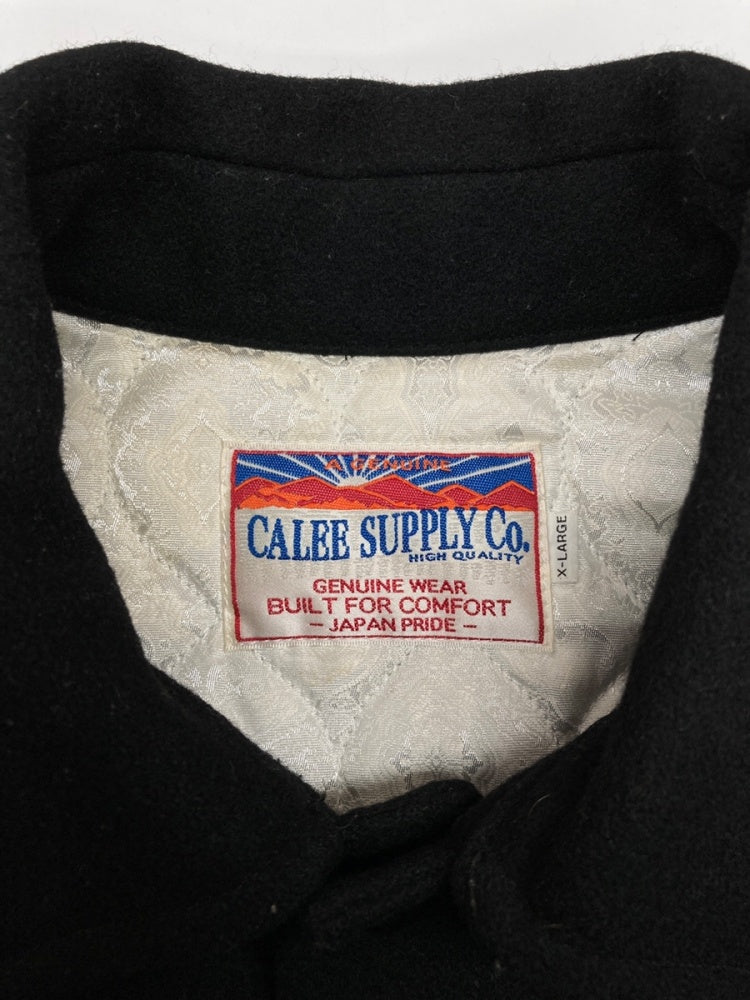 A GENUINE
CALEE SUPPLY Co.
HIGH QUALITY
GENUINE WEAR
BUILT FOR COMFORT
– JAPAN PRIDE –
X-LARGE